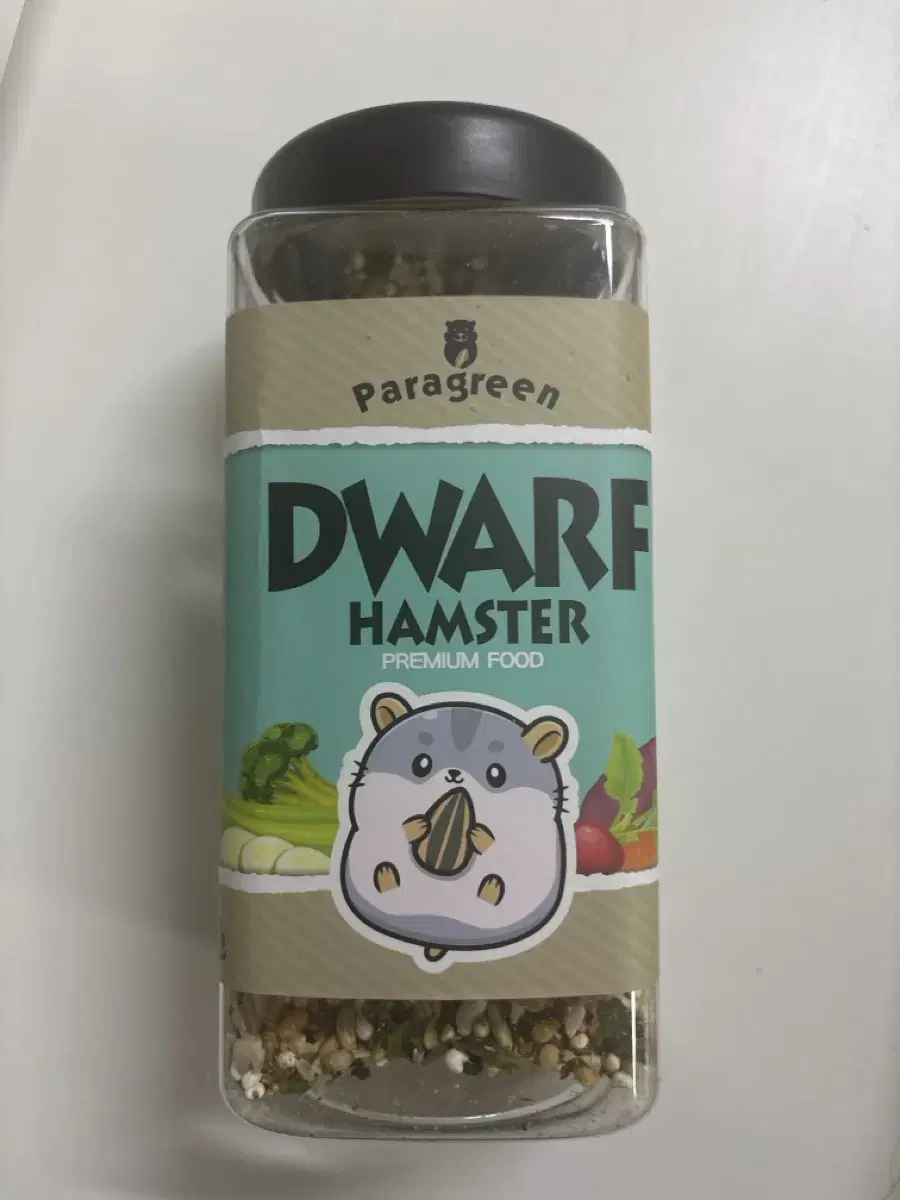 Paragreen
DWARF
HAMSTER
PREMIUM FOOD